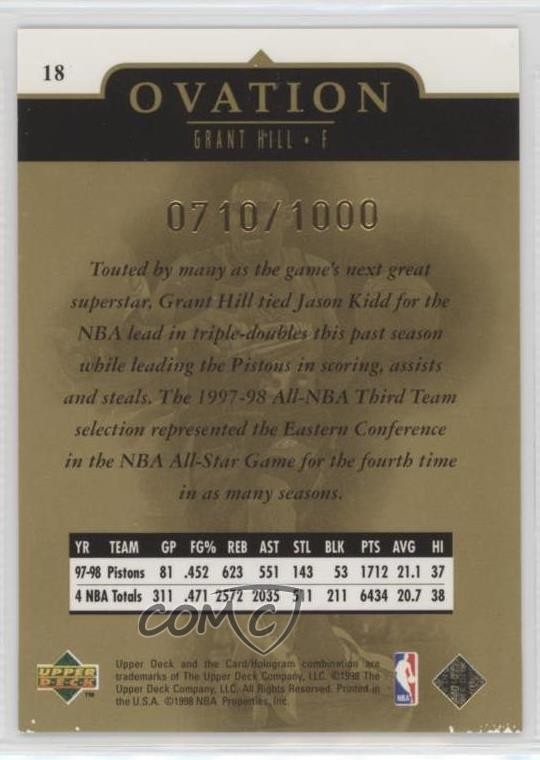 18
OVATION
GRANT HILL • F
0710/1000
Touted by many as the game's next great
superstar, Grant Hill tied Jason Kidd for the
NBA lead in triple-doubles this past season
while leading the Pistons in scoring, assists
and steals. The 1997-98 All-NBA Third Team
selection represented the Eastern Conference
in the NBA All-Star Game for the fourth time
in as many seasons.
YR TEAM GP FG% REB AST STL BLK PTS AVG HI
97-98 Pistons 81 .452 623 551 143 53 1712 21.1 37
4 NBA Totals 311 .471 2572 2035 511 211 6434 20.7 38
COMC
Upper Deck and the Card/Hologram combination are
trademarks of The Upper Deck Company, LLC. ©1998 The
Upper Deck Company, LLC. All Rights Reserved. Printed in
the U.S.A. ©1998 NBA Properties, Inc.
UPPER
DECK
TM
NBA